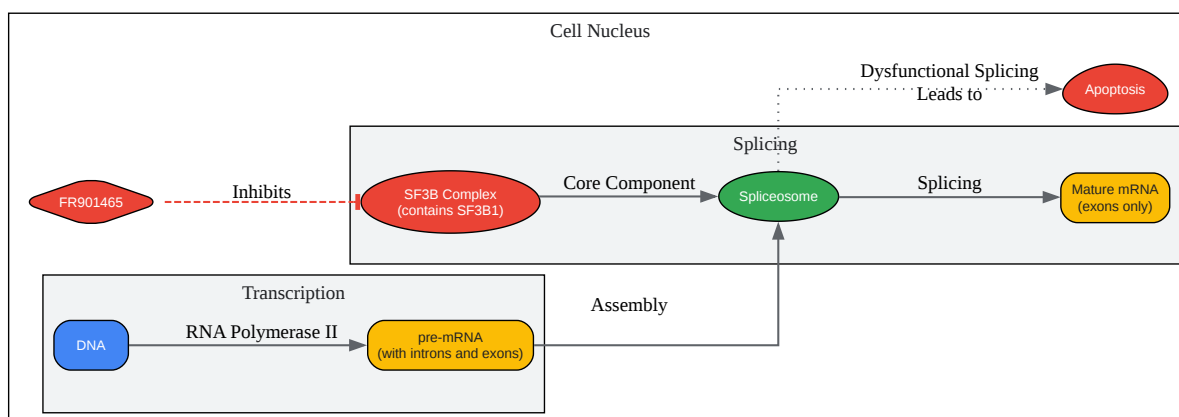 Cell Nucleus
Dysfunctional Splicing
Leads to
Apoptosis
Splicing
FR901465
Inhibits
SF3B Complex
(contains SF3B1)
Core Component
Spliceosome
Splicing
Mature mRNA
(exons only)
Transcription
Assembly
DNA
RNA Polymerase II
pre-mRNA
(with introns and exons)